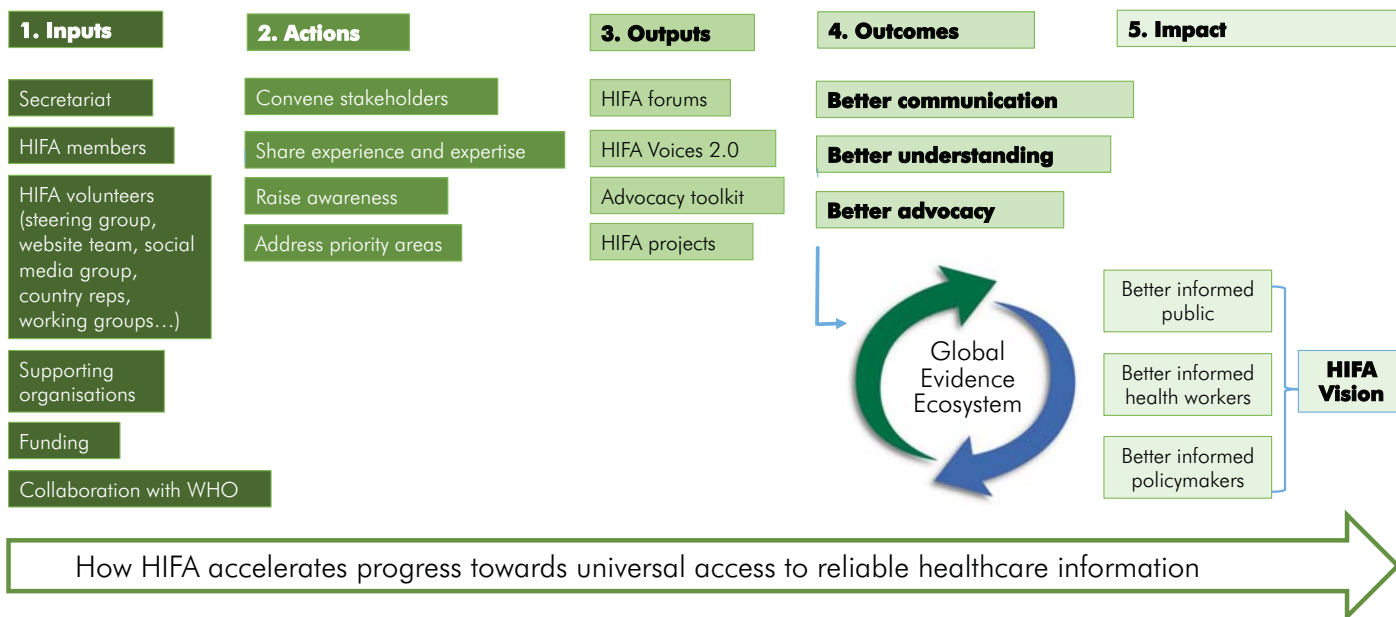 1. Inputs
Secretariat
HIFA members
HIFA volunteers
(steering group,
website team, social
media group,
country reps,
working groups…)
Supporting
organisations
Funding
Collaboration with WHO
2. Actions
Convene stakeholders
Share experience and expertise
Raise awareness
Address priority areas
3. Outputs
HIFA forums
HIFA Voices 2.0
Advocacy toolkit
HIFA projects
4. Outcomes
Better communication
Better understanding
Better advocacy
Global
Evidence
Ecosystem
5. Impact
Better informed
public
Better informed
health workers
Better informed
policymakers
HIFA
Vision
How HIFA accelerates progress towards universal access to reliable healthcare information